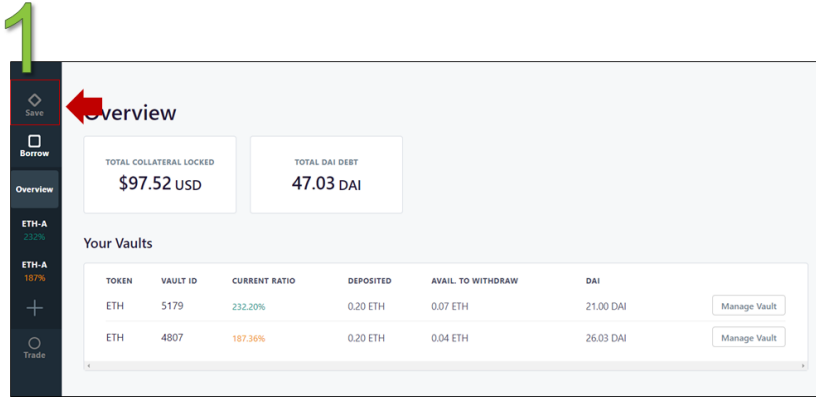 1
Save
Borrow
Overview
ETH-A
232%
ETH-A
187%
Trade
Overview
TOTAL COLLATERAL LOCKED
$97.52 USD
TOTAL DAI DEBT
47.03 DAI
Your Vaults
TOKEN VAULT ID CURRENT RATIO DEPOSITED AVAIL. TO WITHDRAW DAI
ETH 5179 232.20% 0.20 ETH 0.07 ETH 21.00 DAI Manage Vault
ETH 4807 187.36% 0.20 ETH 0.04 ETH 26.03 DAI Manage Vault